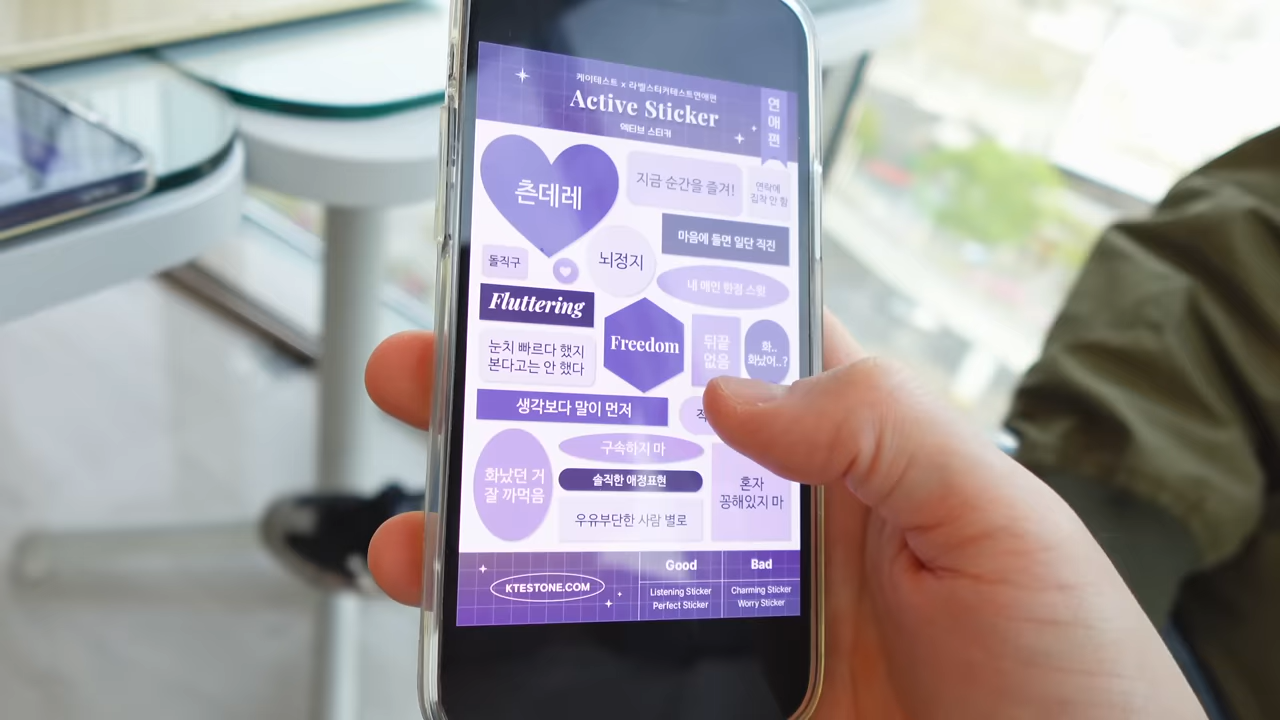 케이테스트 x 라벨스티커테스트연애편
Active Sticker
액티브 스티커
연애편
츤데레
지금 순간을 즐겨!
연락에
집착 안 함
마음에 들면 일단 직진
돌직구
뇌정지
내 애인 한정 스윗
Fluttering
Freedom
뒤끝
없음
화..
화났어..?
눈치 빠르다 했지
본다고는 안 했다
생각보다 말이 먼저
구속하지 마
화났던 거
잘 까먹음
솔직한 애정표현
혼자
꽁해있지 마
우유부단한 사람 별로
KTESTONE.COM
Good
Bad
Listening Sticker
Perfect Sticker
Charming Sticker
Worry Sticker